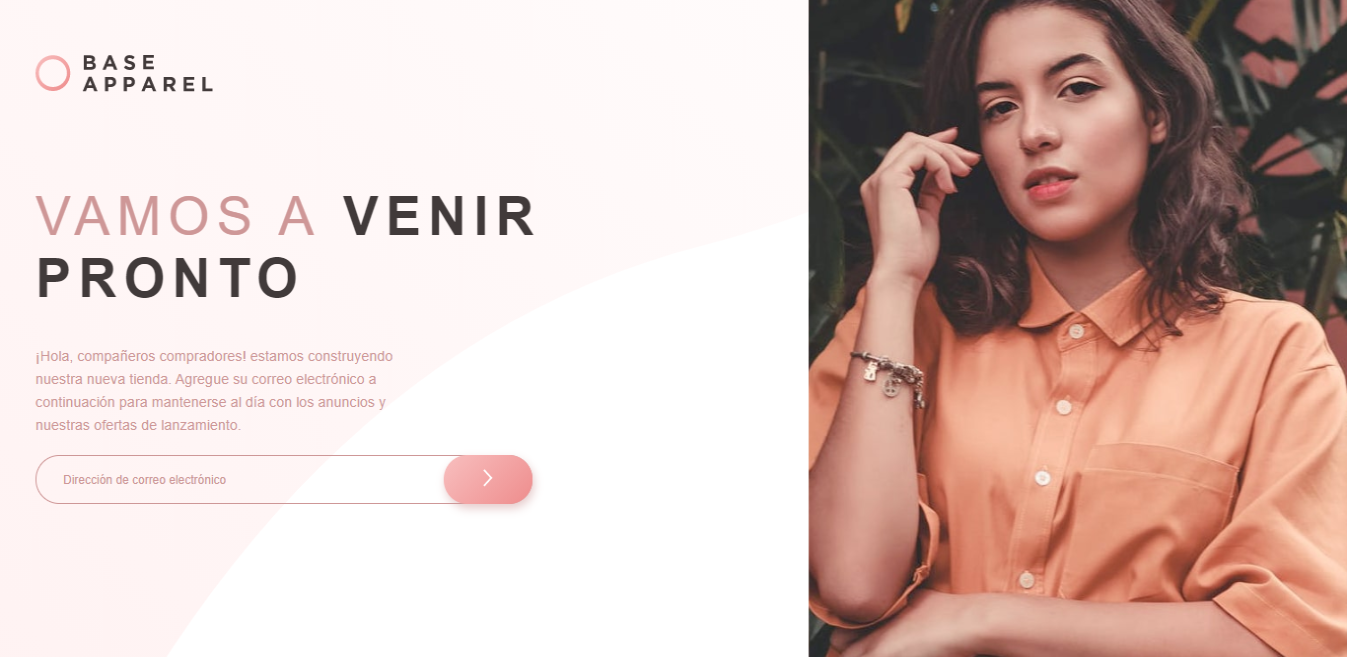 BASE
APPAREL
VAMOS A VENIR
PRONTO
¡Hola, compañeros compradores! estamos construyendo
nuestra nueva tienda. Agregue su correo electrónico a
continuación para mantenerse al día con los anuncios y
nuestras ofertas de lanzamiento.
Dirección de correo electrónico